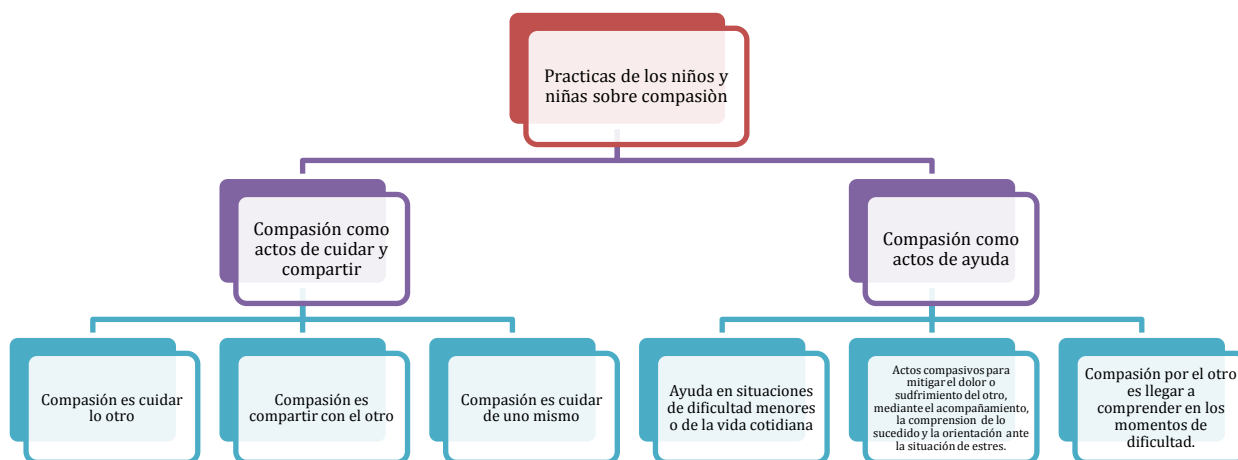 Practicas de los niños y
niñas sobre compasiòn
Compasión como
actos de cuidar y
compartir
Compasión como
actos de ayuda
Compasión es cuidar
lo otro
Compasión es
compartir con el otro
Compasión es cuidar
de uno mismo
Ayuda en situaciones
de dificultad menores
o de la vida cotidiana
Actos compasivos para
mitigar el dolor o
sudfrimiento del otro,
mediante el acompañamiento,
la comprension de lo
sucedido y la orientación ante
la situación de estres.
Compasión por el otro
es llegar a
comprender en los
momentos de
dificultad.